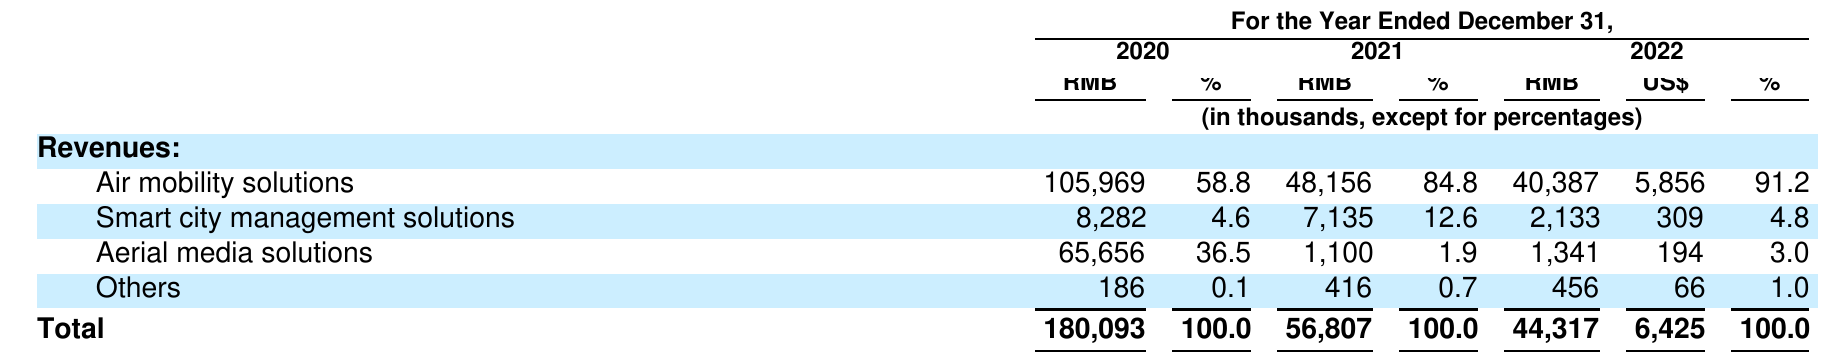 For the Year Ended December 31,
2020 2021 2022
RMB % RMB % RMB US$ %
(in thousands, except for percentages)
Revenues:
Air mobility solutions 105,969 58.8 48,156 84.8 40,387 5,856 91.2
Smart city management solutions 8,282 4.6 7,135 12.6 2,133 309 4.8
Aerial media solutions 65,656 36.5 1,100 1.9 1,341 194 3.0
Others 186 0.1 416 0.7 456 66 1.0
Total 180,093 100.0 56,807 100.0 44,317 6,425 100.0